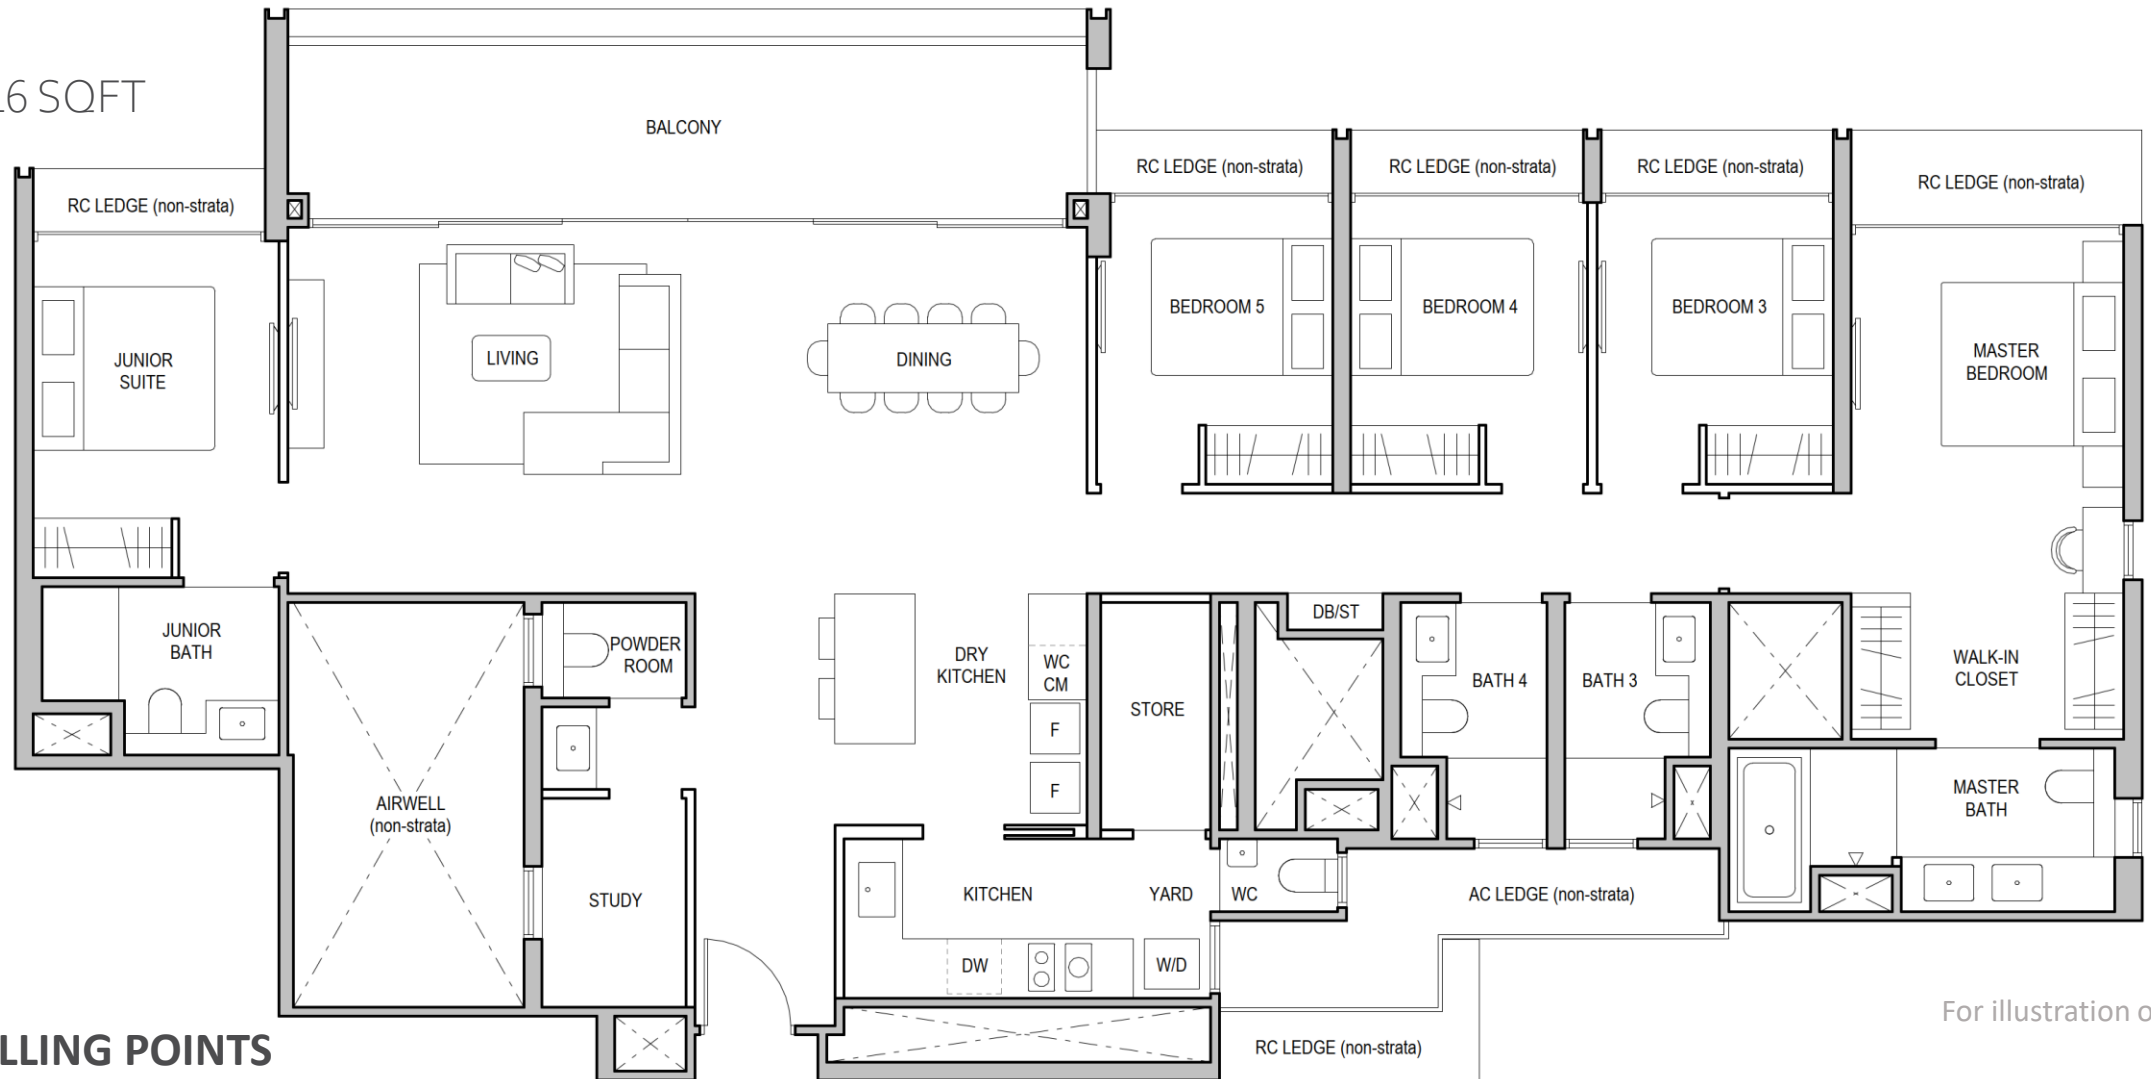 6 SQFT
BALCONY
RC LEDGE (non-strata)
RC LEDGE (non-strata)
RC LEDGE (non-strata)
RC LEDGE (non-strata)
RC LEDGE (non-strata)
JUNIOR
SUITE
LIVING
DINING
BEDROOM 5
BEDROOM 4
BEDROOM 3
MASTER
BEDROOM
JUNIOR
BATH
POWDER
ROOM
DRY
KITCHEN
WC
CM
F
F
STORE
DB/ST
BATH 4
BATH 3
WALK-IN
CLOSET
AIRWELL
(non-strata)
STUDY
KITCHEN
YARD
WC
DW
W/D
AC LEDGE (non-strata)
MASTER
BATH
RC LEDGE (non-strata)
For illustration o
LLING POINTS